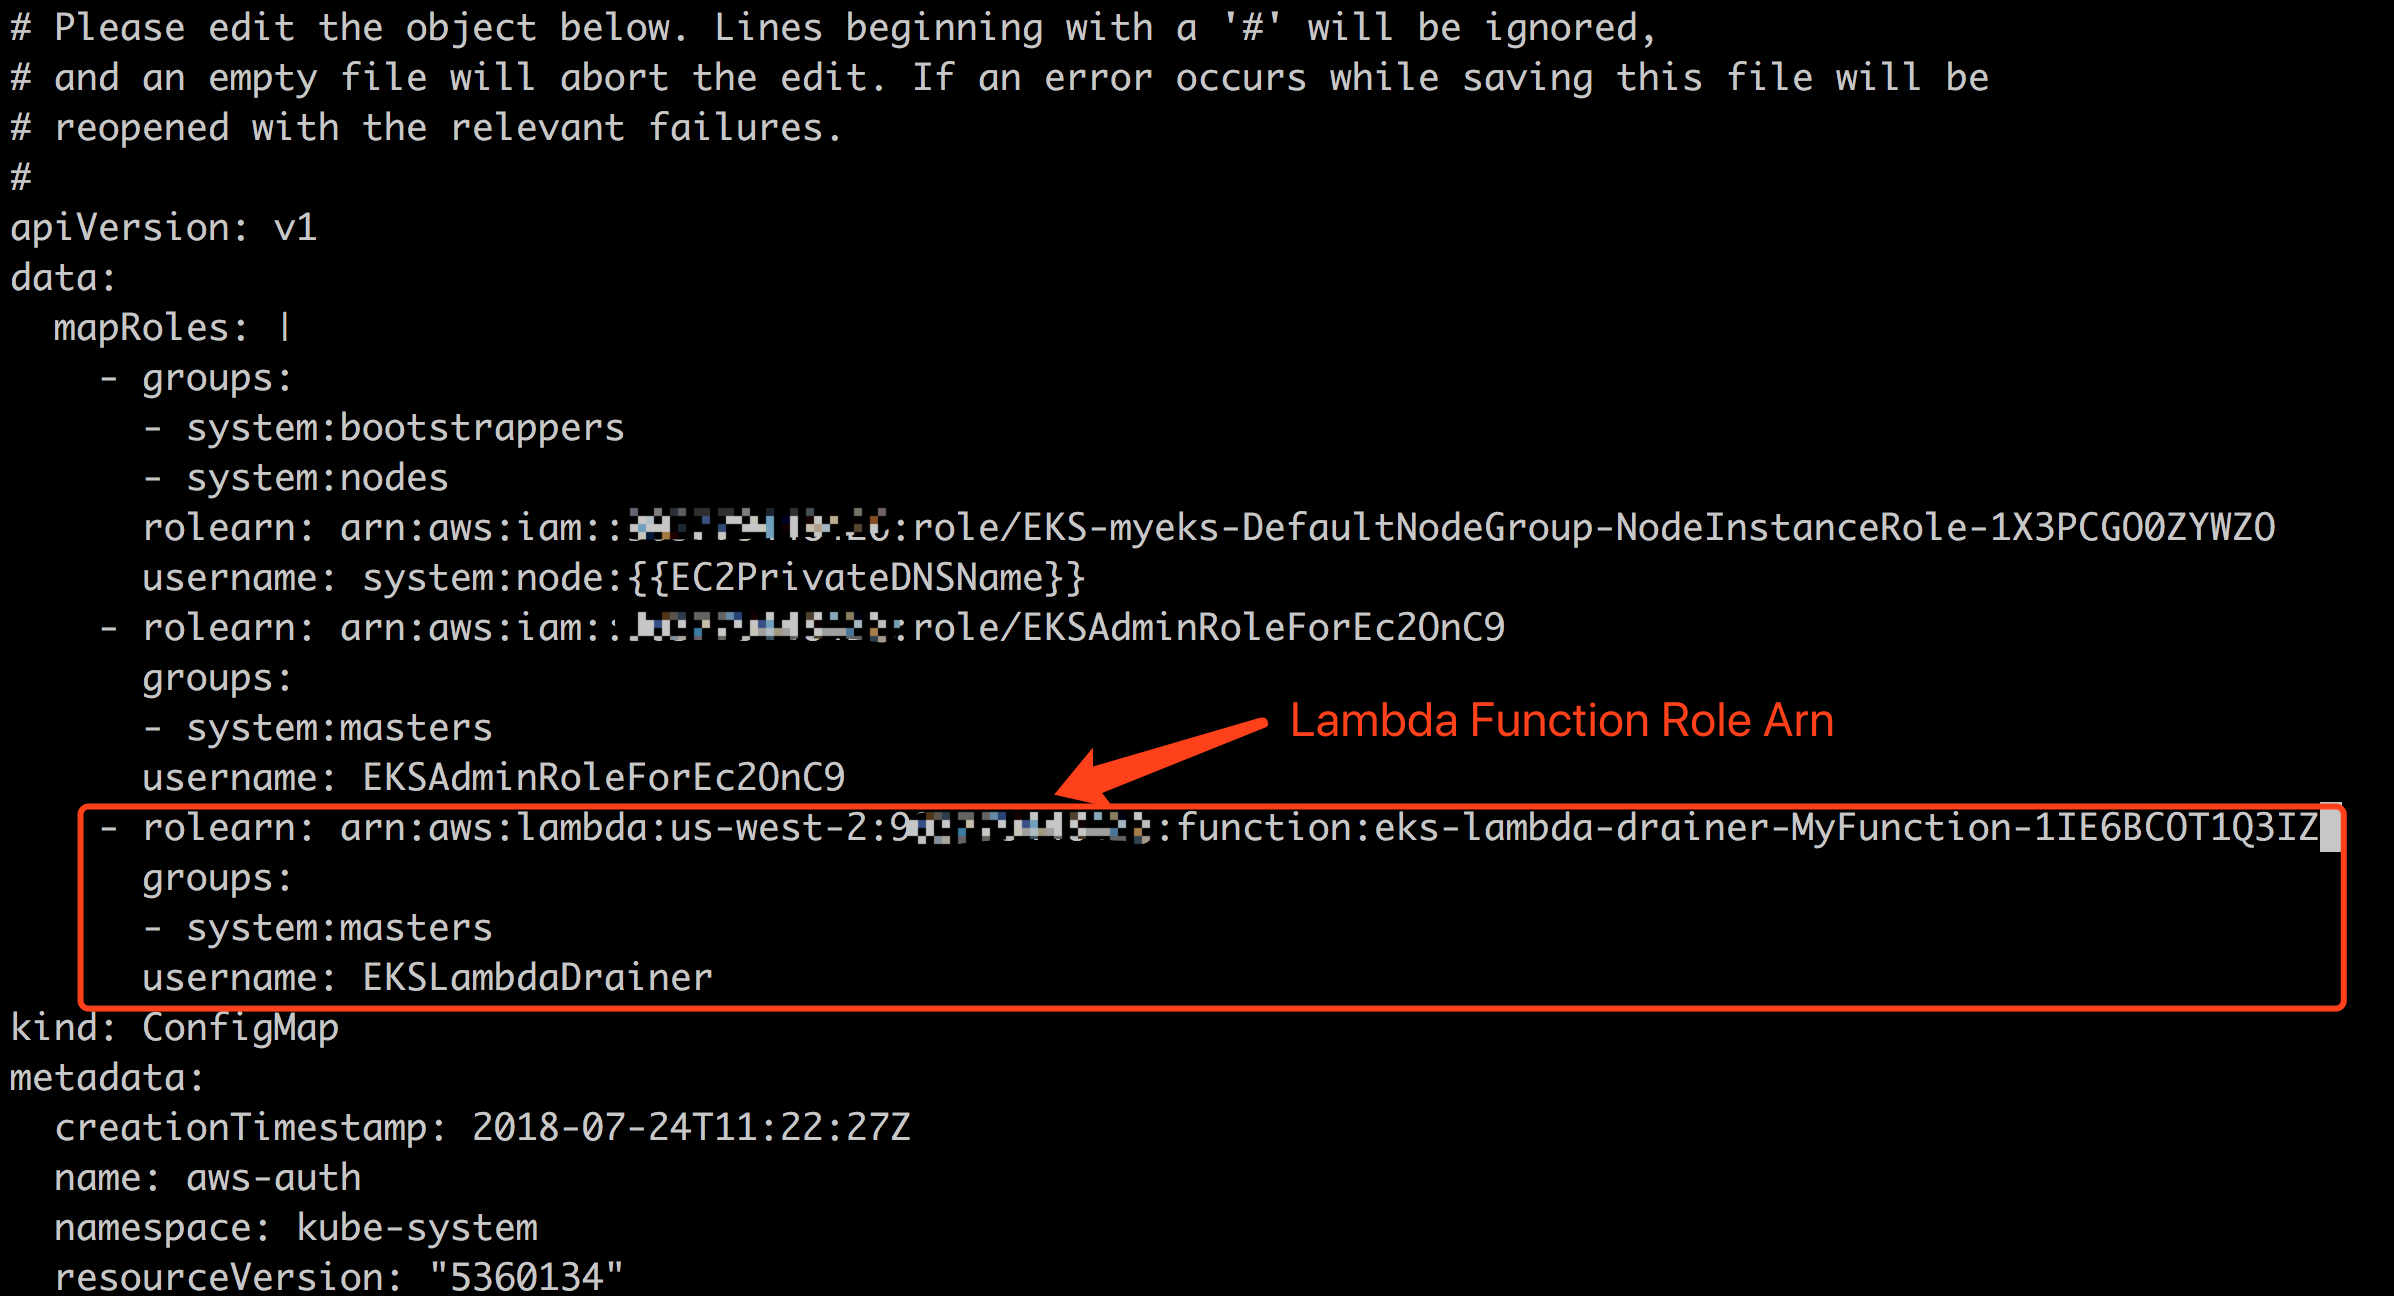 # Please edit the object below. Lines beginning with a '#' will be ignored,
# and an empty file will abort the edit. If an error occurs while saving this file will be
# reopened with the relevant failures.
#
apiVersion: v1
data:
  mapRoles: |
    - groups:
      - system:bootstrappers
      - system:nodes
      rolearn: arn:aws:iam:::role/EKS-myeks-DefaultNodeGroup-NodeInstanceRole-1X3PCGO0ZYWZO
      username: system:node:{{EC2PrivateDNSName}}
    - rolearn: arn:aws:iam:::role/EKSAdminRoleForEc2OnC9
      groups:
      - system:masters
Lambda Function Role Arn
      username: EKSAdminRoleForEc2OnC9
    - rolearn: arn:aws:lambda:us-west-2:9:function:eks-lambda-drainer-MyFunction-1IE6BCOT1Q3IZ
      groups:
      - system:masters
      username: EKSLambdaDrainer
kind: ConfigMap
metadata:
  creationTimestamp: 2018-07-24T11:22:27Z
  name: aws-auth
  namespace: kube-system
  resourceVersion: "5360134"